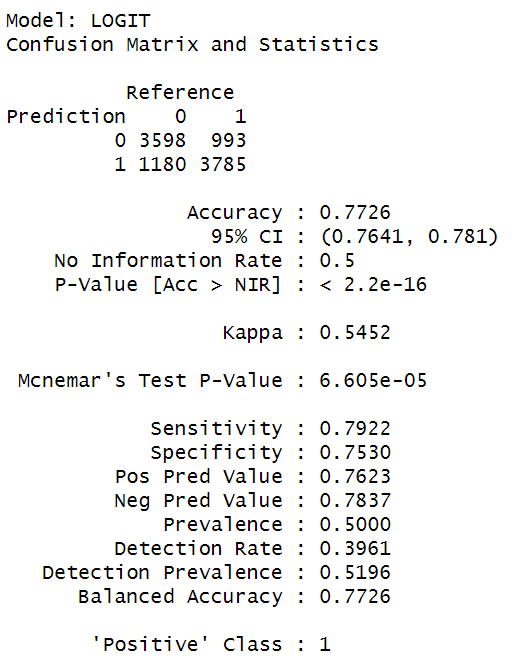 Model: LOGIT
Confusion Matrix and Statistics
Reference
Prediction 0 1
0 3598 993
1 1180 3785
Accuracy : 0.7726
95% CI : (0.7641, 0.781)
No Information Rate : 0.5
P-Value [Acc > NIR] : < 2.2e-16
Kappa : 0.5452
Mcnemar's Test P-Value : 6.605e-05
Sensitivity : 0.7922
Specificity : 0.7530
Pos Pred Value : 0.7623
Neg Pred Value : 0.7837
Prevalence : 0.5000
Detection Rate : 0.3961
Detection Prevalence : 0.5196
Balanced Accuracy : 0.7726
'Positive' Class : 1